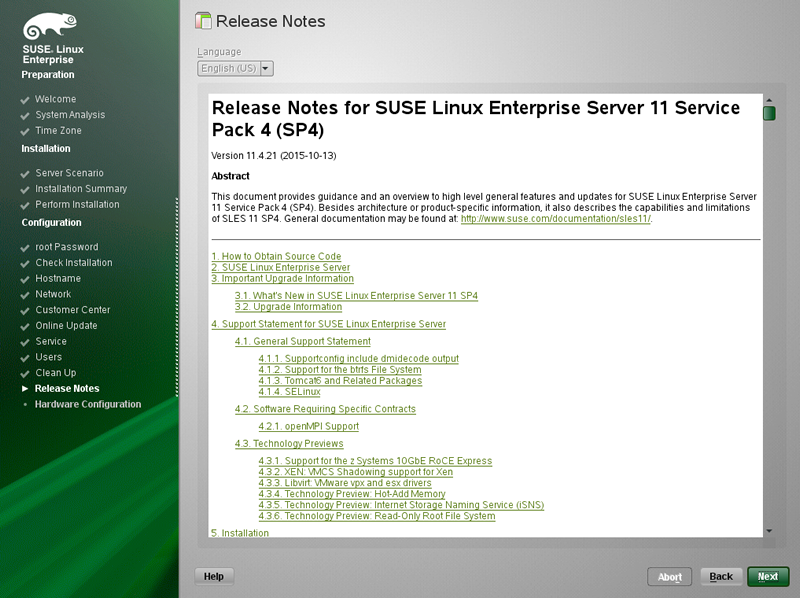 SUSE. Linux
Enterprise
Preparation
Welcome
System Analysis
Time Zone
Installation
Server Scenario
Installation Summary
Perform Installation
Configuration
root Password
Check Installation
Hostname
Network
Customer Center
Online Update
Service
Users
Clean Up
Release Notes
Hardware Configuration
Release Notes
Language
English (US)
Release Notes for SUSE Linux Enterprise Server 11 Service
Pack 4 (SP4)
Version 11.4.21 (2015-10-13)
Abstract
This document provides guidance and an overview to high level general features and updates for SUSE Linux Enterprise Server
11 Service Pack 4 (SP4). Besides architecture or product-specific information, it also describes the capabilities and limitations
of SLES 11 SP4. General documentation may be found at: http://www.suse.com/documentation/sles11/.
1. How to Obtain Source Code
2. SUSE Linux Enterprise Server
3. Important Upgrade Information
3.1. What's New in SUSE Linux Enterprise Server 11 SP4
3.2. Upgrade Information
4. Support Statement for SUSE Linux Enterprise Server
4.1. General Support Statement
4.1.1. Supportconfig include dmidecode output
4.1.2. Support for the btrfs File System
4.1.3. Tomcat6 and Related Packages
4.1.4. SELinux
4.2. Software Requiring Specific Contracts
4.2.1. openMPI Support
4.3. Technology Previews
4.3.1. Support for the z Systems 10GbE RoCE Express
4.3.2. XEN: VMCS Shadowing support for Xen
4.3.3. Libvirt: VMware vpx and esx drivers
4.3.4. Technology Preview: Hot-Add Memory
4.3.5. Technology Preview: Internet Storage Naming Service (iSNS)
4.3.6. Technology Preview: Read-Only Root File System
5. Installation
Help
Abort
Back
Next